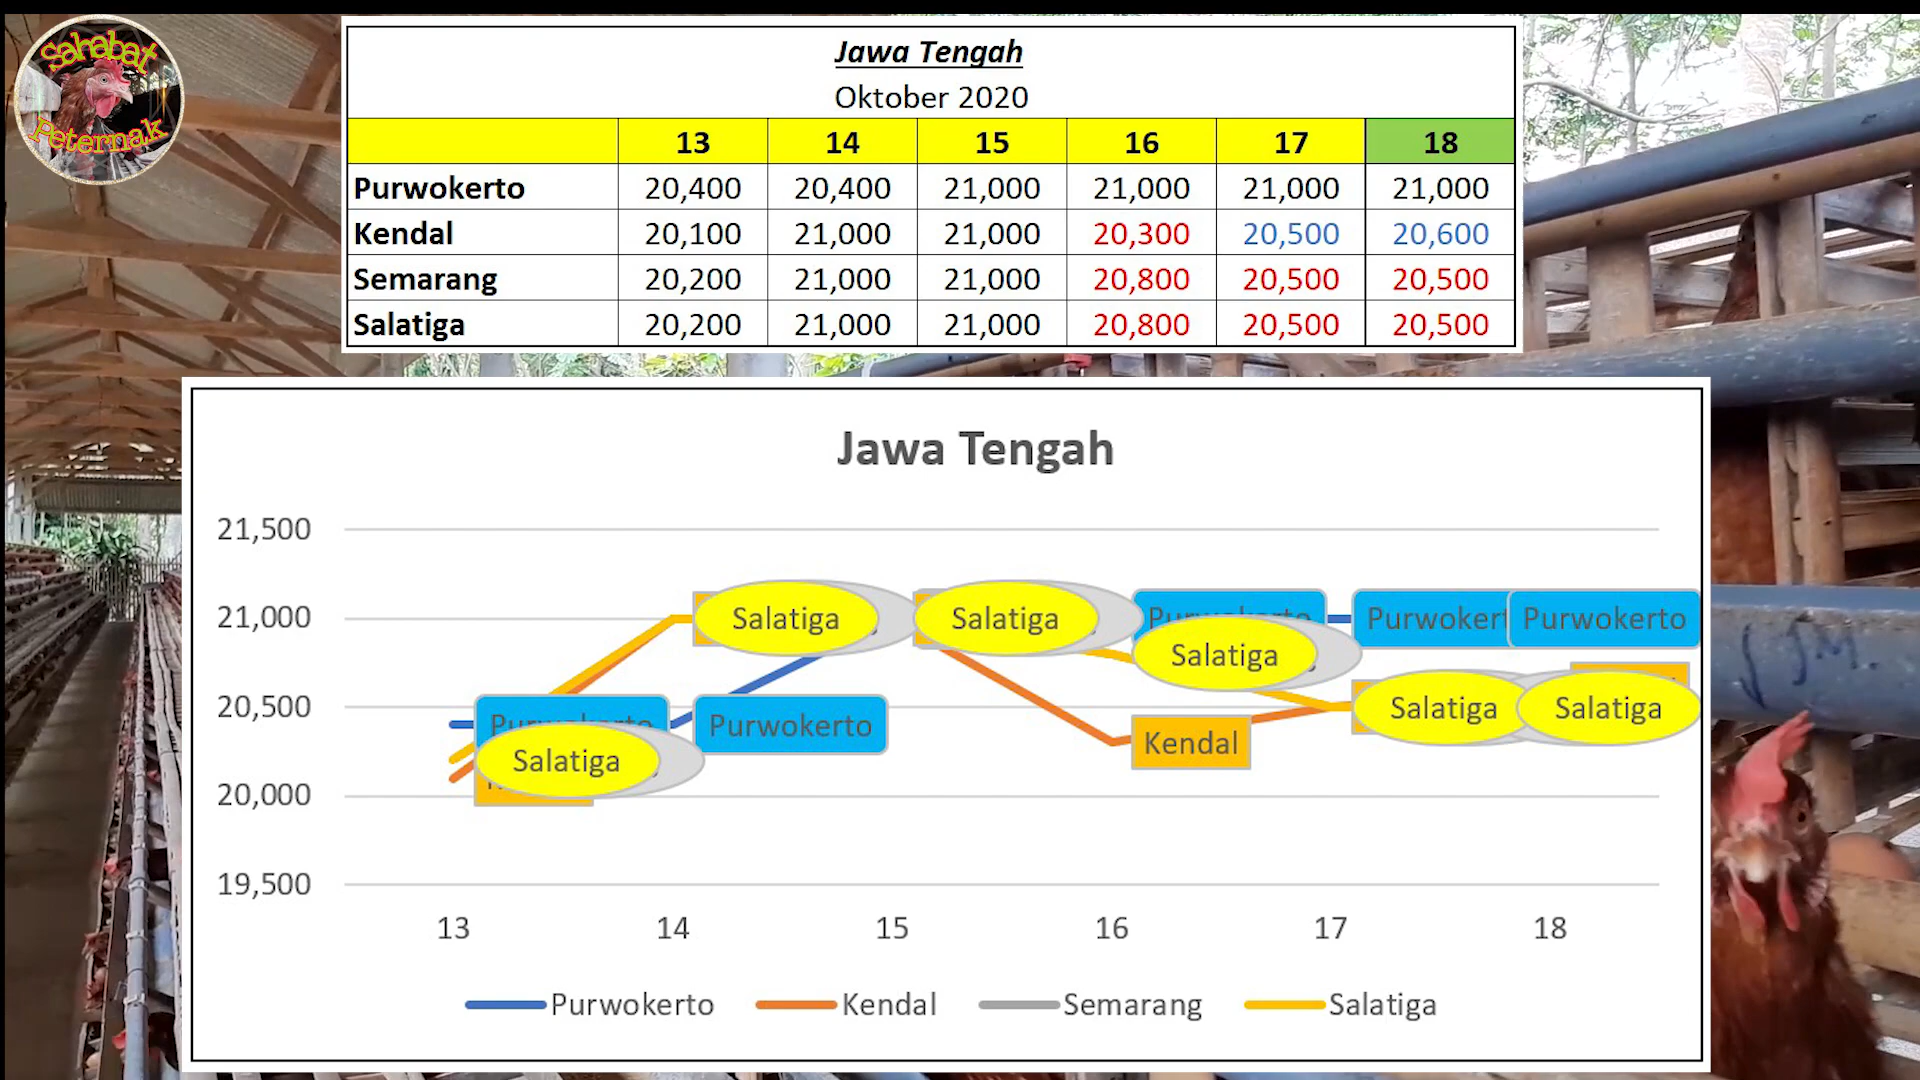 Sahabat
Peternak
Jawa Tengah
Oktober 2020
13 14 15 16 17 18
Purwokerto 20,400 20,400 21,000 21,000 21,000 21,000
Kendal 20,100 21,000 21,000 20,300 20,500 20,600
Semarang 20,200 21,000 21,000 20,800 20,500 20,500
Salatiga 20,200 21,000 21,000 20,800 20,500 20,500
Jawa Tengah
21,500
21,000 Salatiga Salatiga Purwokerto Purwokert Purwokerto
Salatiga
20,500 Purwokerto Purwokerto Salatiga Salatiga
Salatiga Kendal
20,000
19,500
13 14 15 16 17 18
Purwokerto Kendal Semarang Salatiga